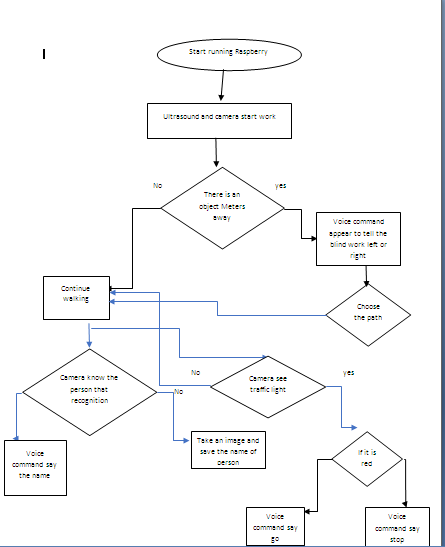 Start running Raspberry
Ultrasound and camera start work
No
yes
There is an
object Meters
away
Voice command
appear to tell the
blind work left or
right
Continue
walking
Choose
the path
No
yes
Camera know the
person that
recognition
No
Camera see
traffic light
Take an image and
save the name of
person
If it is
red
Voice
command say
the name
Voice
command say
go
Voice
command say
stop